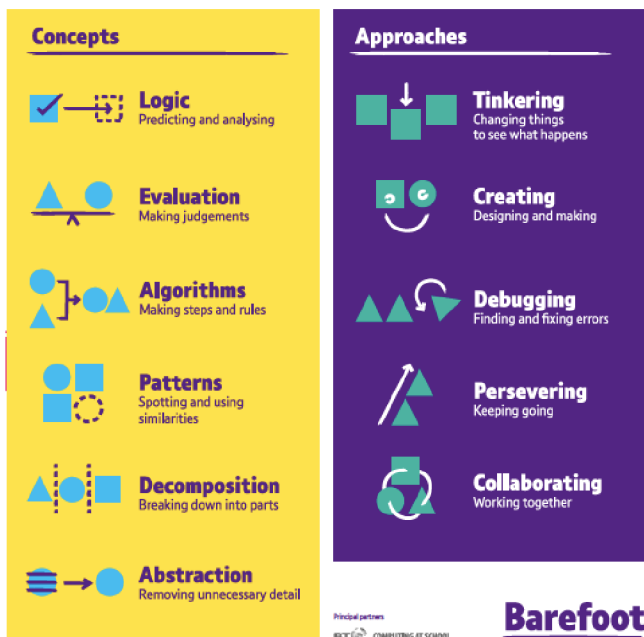 Concepts
Logic
Predicting and analysing
Evaluation
Making judgements
Algorithms
Making steps and rules
Patterns
Spotting and using
similarities
Decomposition
Breaking down into parts
Abstraction
Removing unnecessary detail
Approaches
Tinkering
Changing things
to see what happens
Creating
Designing and making
Debugging
Finding and fixing errors
Persevering
Keeping going
Collaborating
Working together
Principal partners
COMPUTING AT SCHOOL
Barefoot